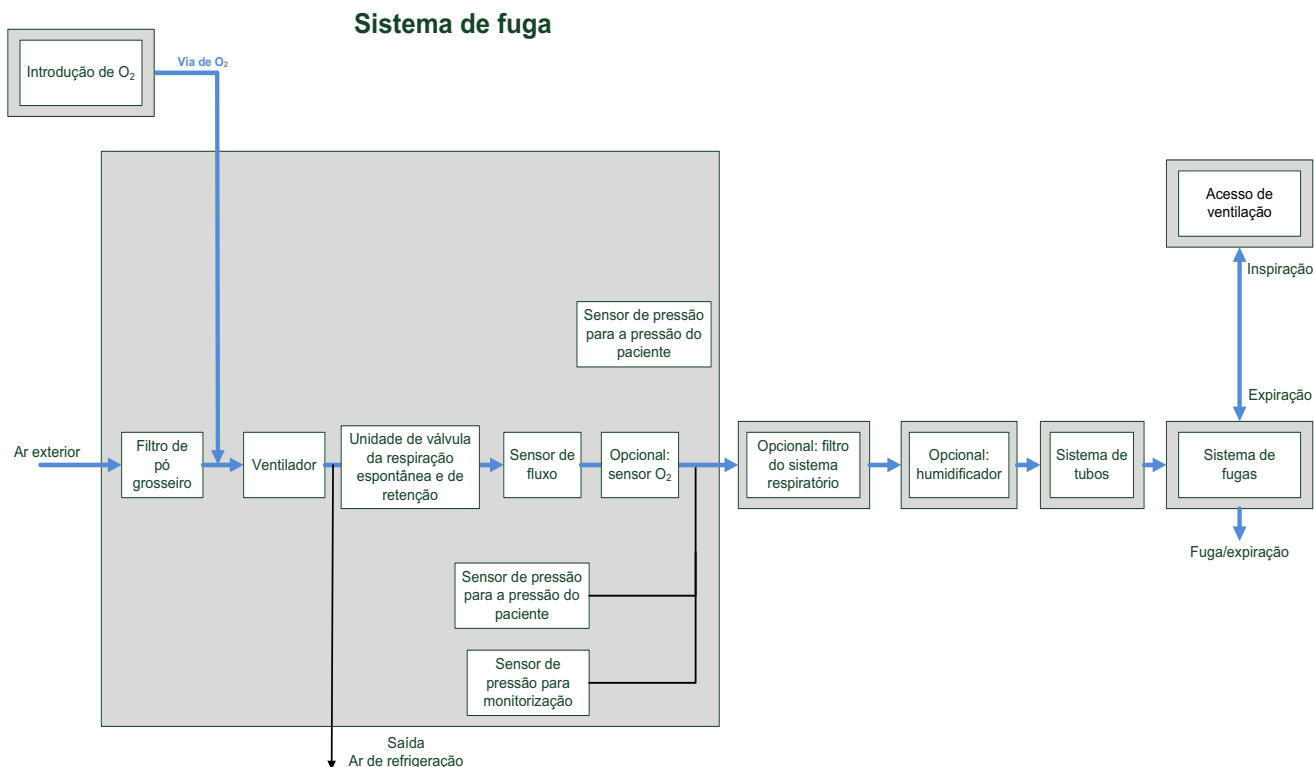 Sistema de fuga
Introdução de O₂
Via de O₂
Acesso de
ventilação
Inspiração
Sensor de pressão
para a pressão do
paciente
Expiração
Ar exterior
Filtro de
pó
grosseiro
Ventilador
Unidade de válvula
da respiração
espontânea e de
retenção
Sensor de
fluxo
Opcional:
sensor O₂
Opcional: filtro
do sistema
respiratório
Opcional:
humidificador
Sistema de
tubos
Sistema de
fugas
Fuga/expiração
Sensor de pressão
para a pressão do
paciente
Sensor de
pressão para
monitorização
Saída
Ar de refrigeração